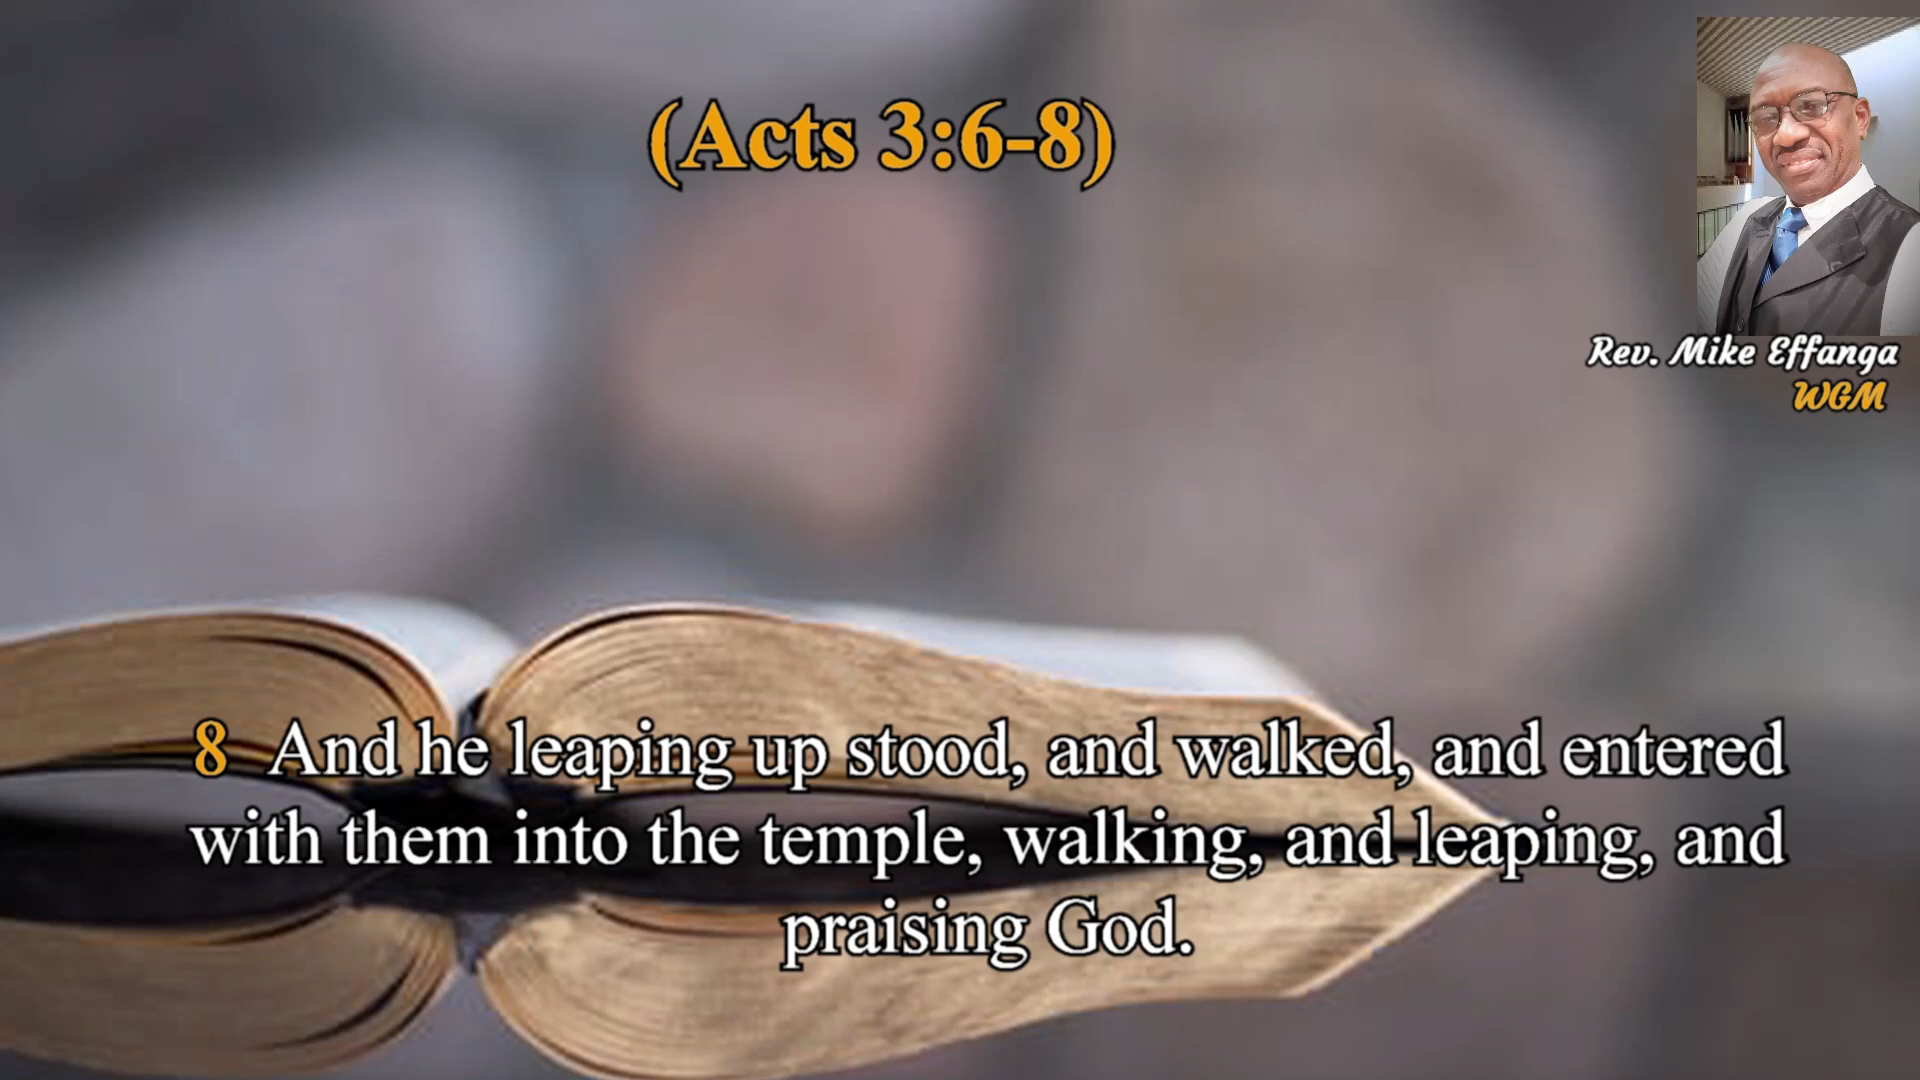 (Acts 3:6-8)
Rev. Mike Effanga
WGM
8 And he leaping up stood, and walked, and entered
with them into the temple, walking, and leaping, and
praising God.